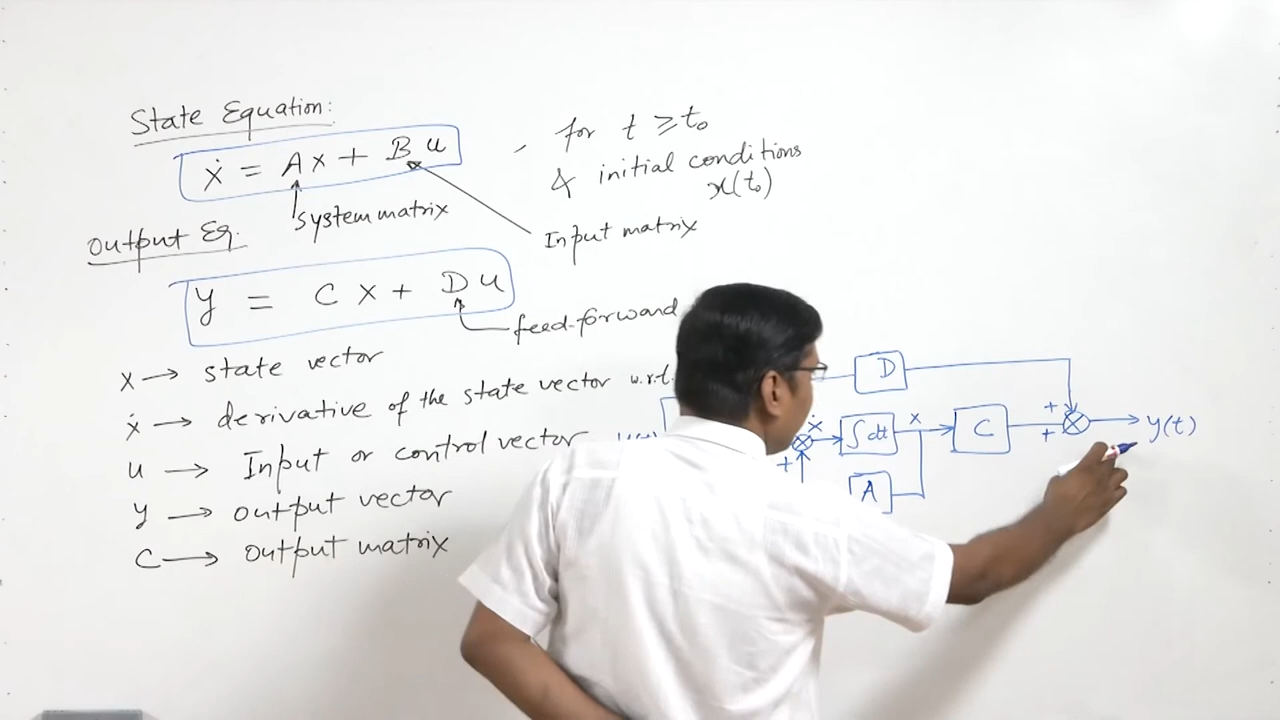 State Equation:
ẋ = Ax + Bu
, for t ≥ t₀
& initial conditions
x(t₀)
system matrix
Input matrix
Output Eq.
y = Cx + Du
feed-forward
x → state vector
ẋ → derivative of the state vector w.r.t.
u → Input or control vector
y → output vector
C → output matrix
D
+
ẋ
∫dt
x
C
+
y(t)
+
A